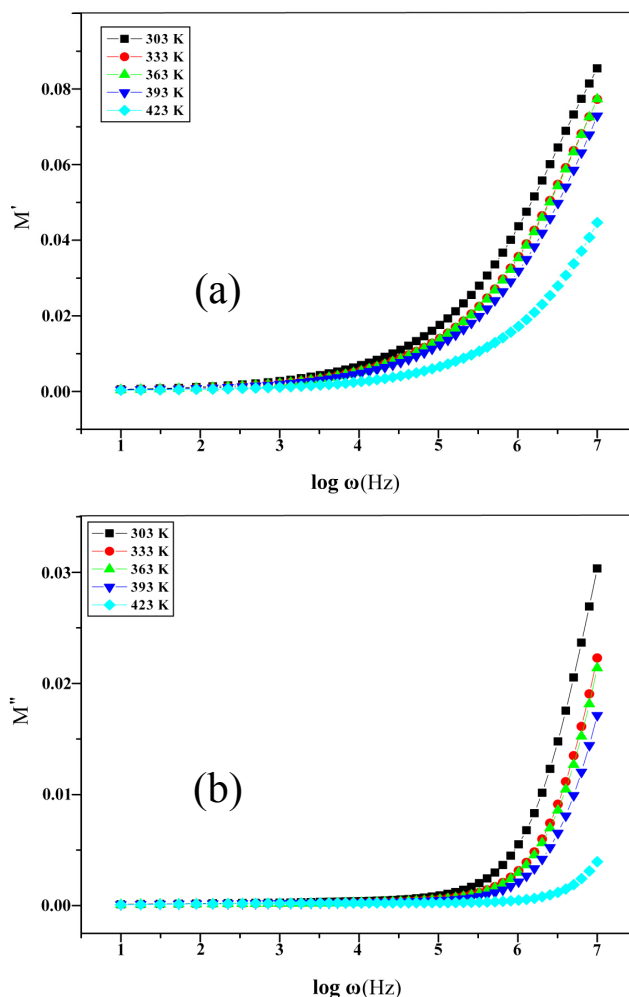 303 K
333 K
363 K
393 K
423 K
0.08
0.06
0.04
0.02
0.00
M'
(a)
1 2 3 4 5 6 7
log ω(Hz)
303 K
333 K
363 K
393 K
423 K
0.03
0.02
0.01
0.00
M"
(b)
1 2 3 4 5 6 7
log ω(Hz)